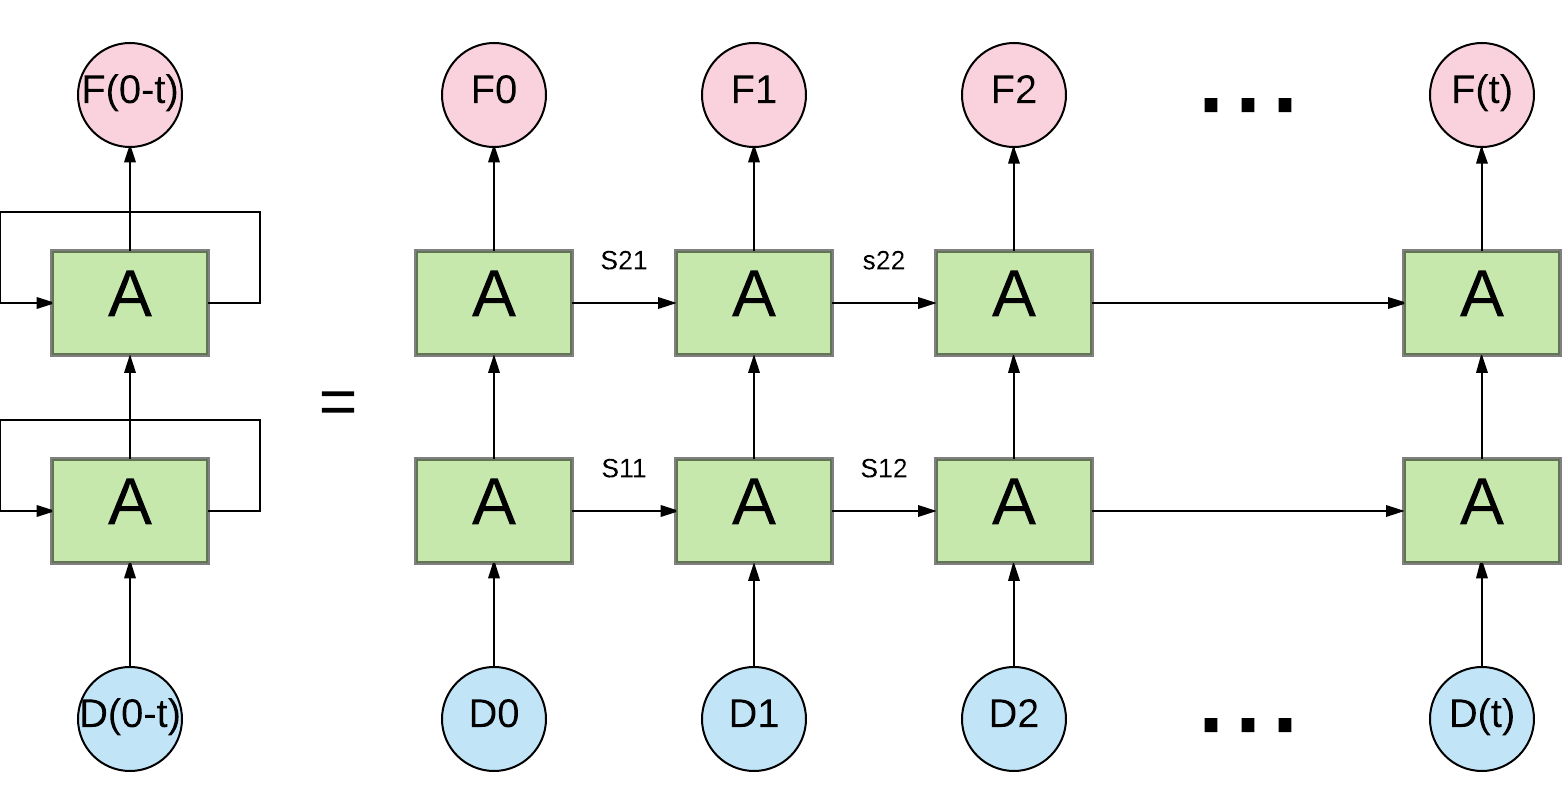 F(0-t) F0 F1 F2 ... F(t)
S21 s22
A A A A A
=
S11 S12
A A A A A
D(0-t) D0 D1 D2 ... D(t)